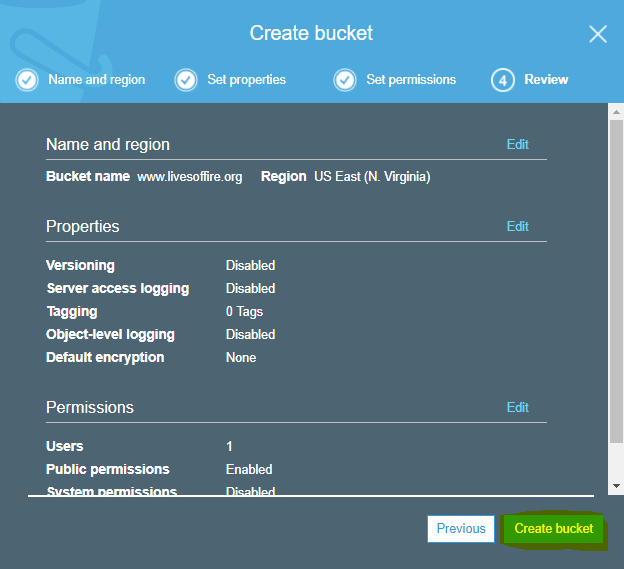 Create bucket
Name and region Set properties Set permissions 4 Review
Name and region Edit
Bucket name www.livesoffire.org Region US East (N. Virginia)
Properties Edit
Versioning Disabled
Server access logging Disabled
Tagging 0 Tags
Object-level logging Disabled
Default encryption None
Permissions Edit
Users 1
Public permissions Enabled
System permissions Disabled
Previous Create bucket